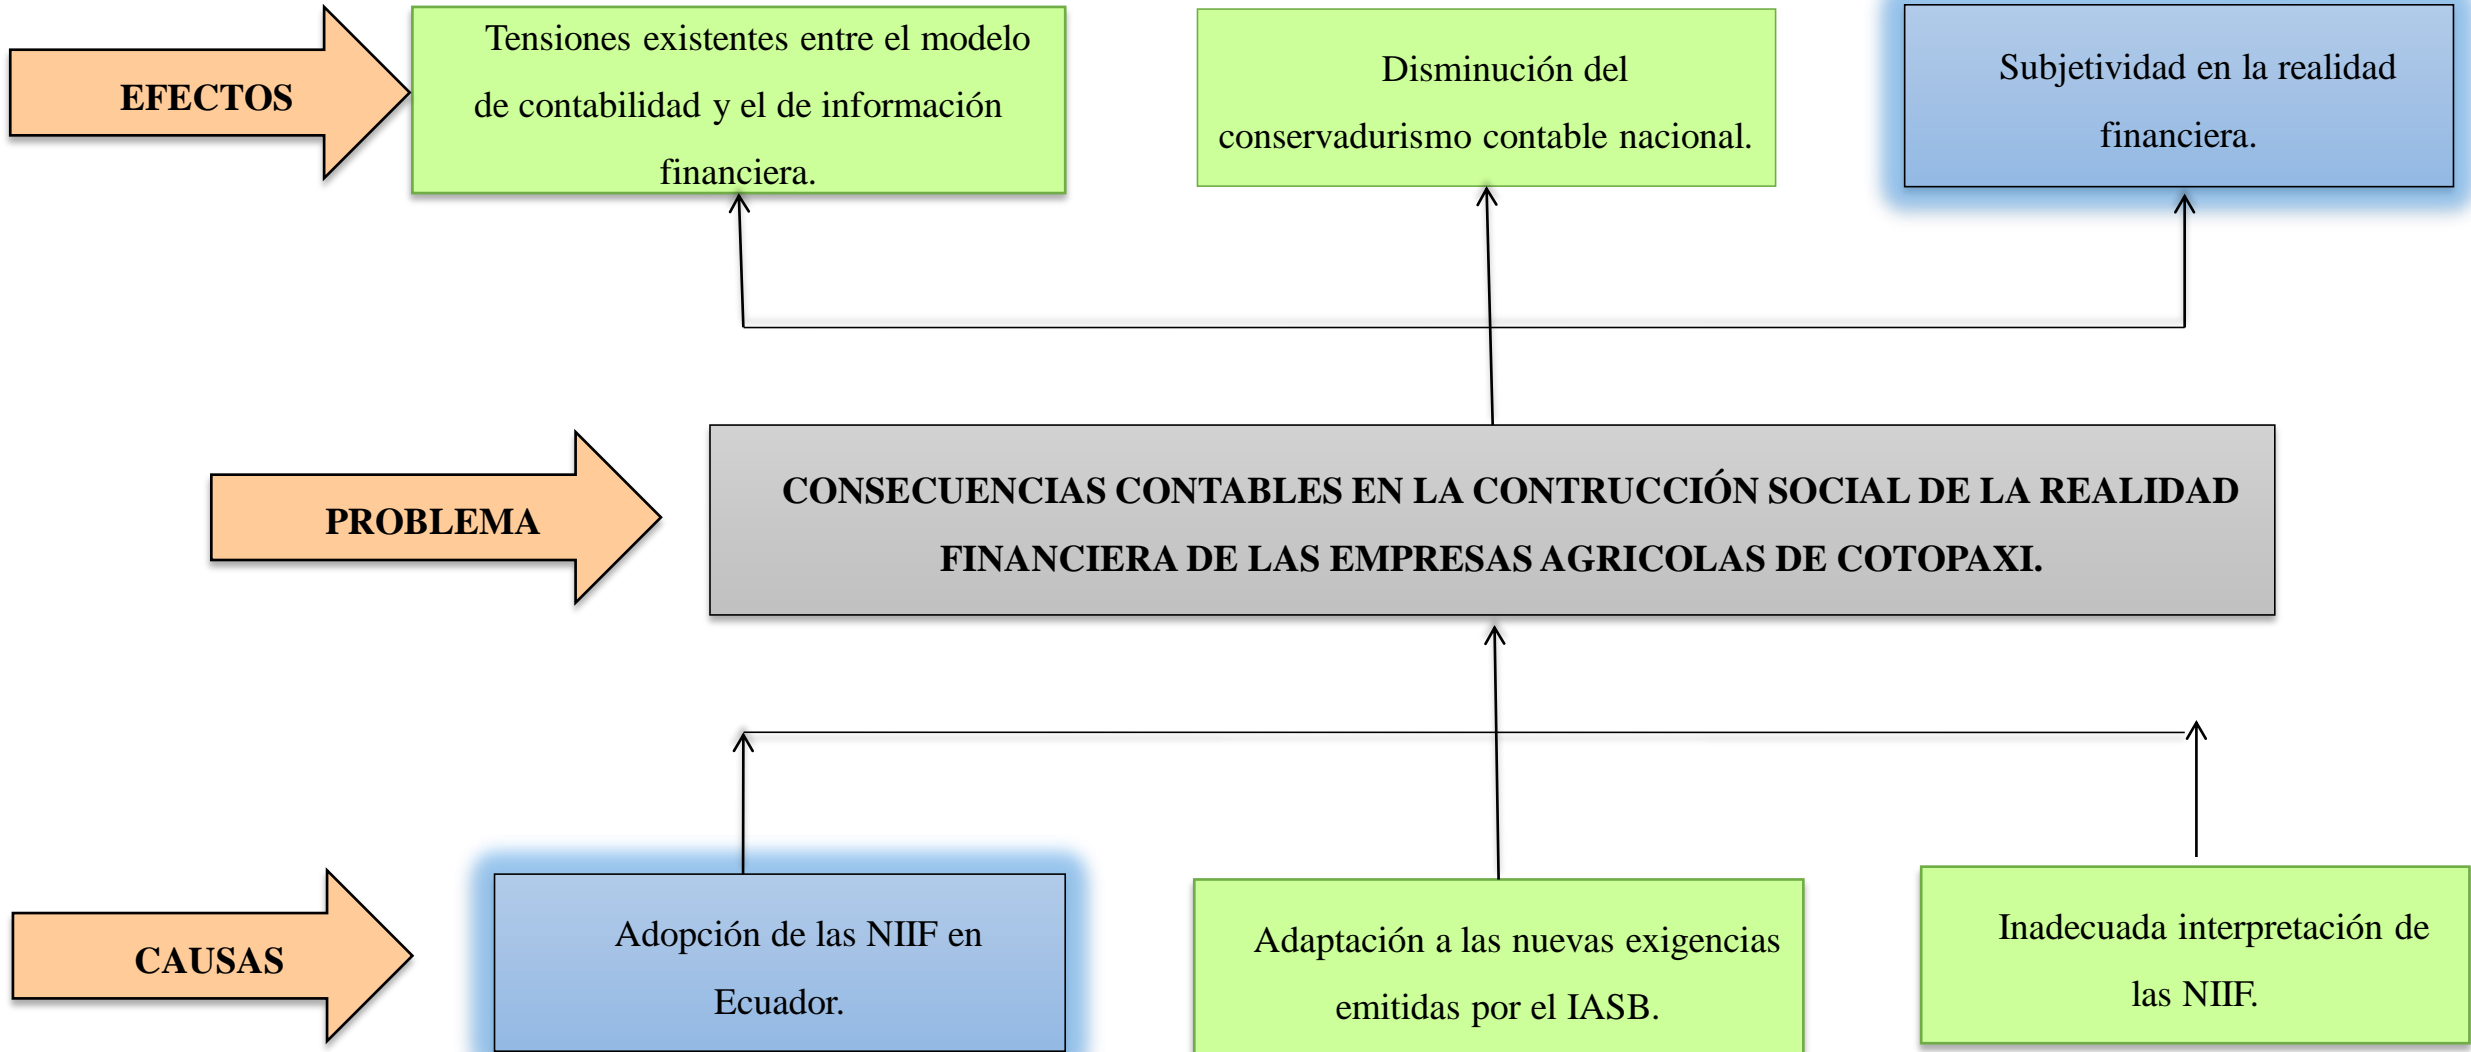 EFECTOS
Tensiones existentes entre el modelo
de contabilidad y el de información
financiera.
Disminución del
conservadurismo contable nacional.
Subjetividad en la realidad
financiera.
PROBLEMA
CONSECUENCIAS CONTABLES EN LA CONTRUCCIÓN SOCIAL DE LA REALIDAD
FINANCIERA DE LAS EMPRESAS AGRICOLAS DE COTOPAXI.
CAUSAS
Adopción de las NIIF en
Ecuador.
Adaptación a las nuevas exigencias
emitidas por el IASB.
Inadecuada interpretación de
las NIIF.